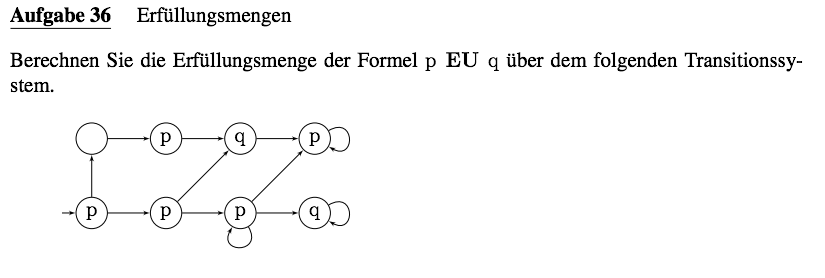 Aufgabe 36 Erfüllungsmengen
Berechnen Sie die Erfüllungsmenge der Formel p EU q über dem folgenden Transitionssy-
stem.
p q p
p p p q